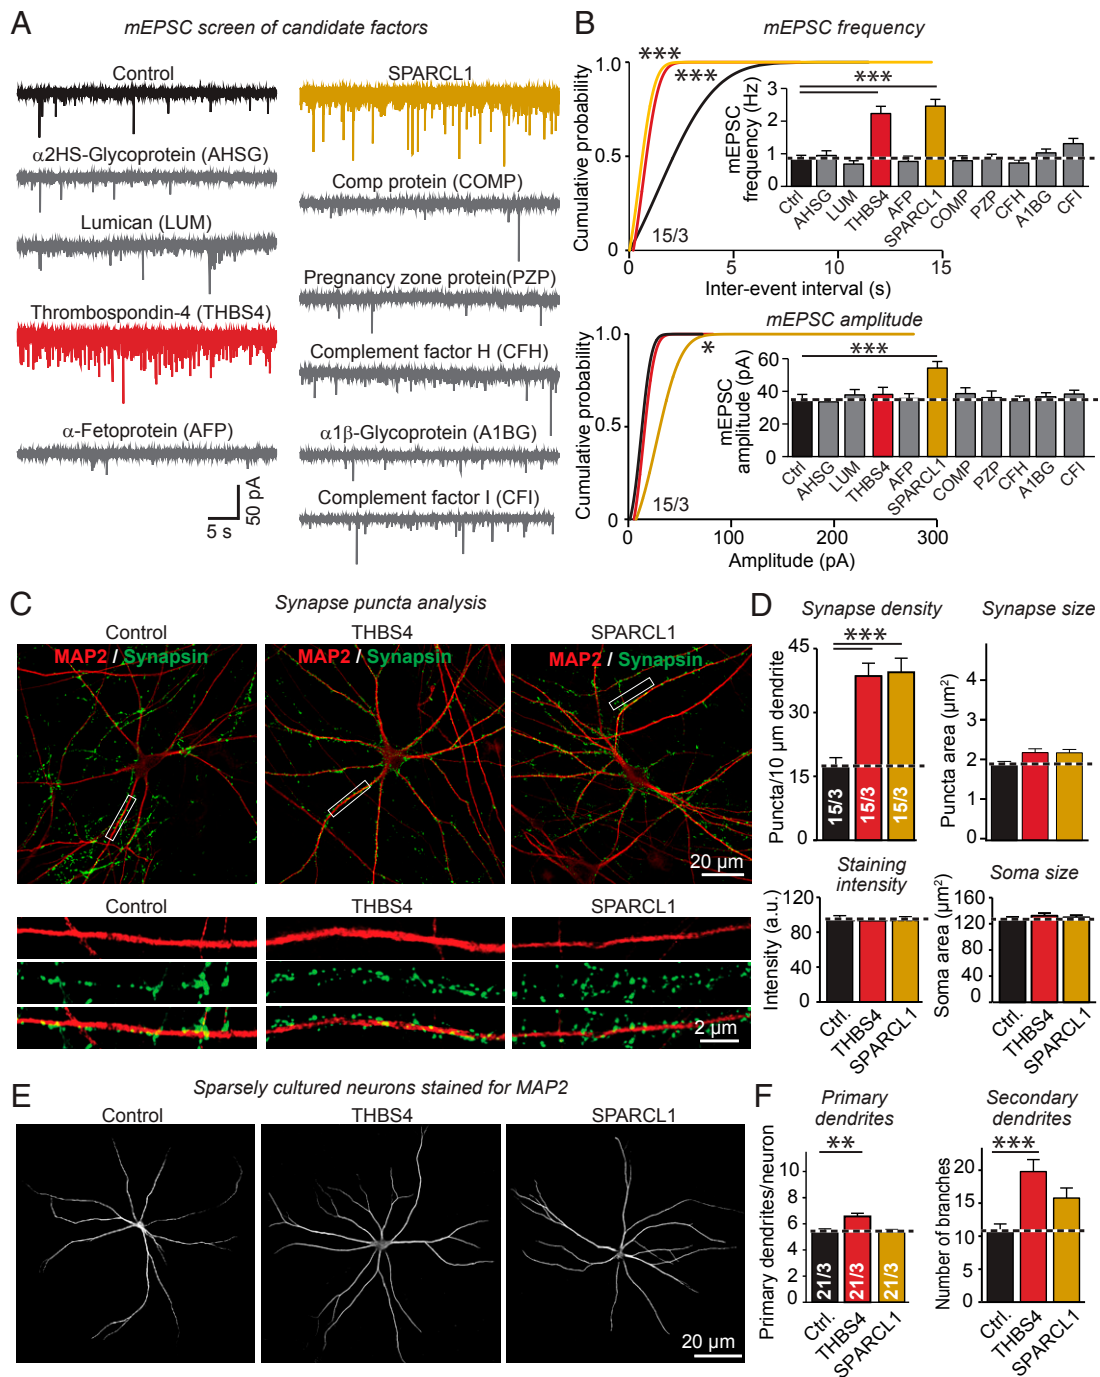 A
mEPSC screen of candidate factors
Control
SPARCL1
α2HS-Glycoprotein (AHSG)
Comp protein (COMP)
Lumican (LUM)
Pregnancy zone protein(PZP)
Thrombospondin-4 (THBS4)
Complement factor H (CFH)
α-Fetoprotein (AFP)
α1β-Glycoprotein (A1BG)
Complement factor I (CFI)
5 s
50 pA
B
mEPSC frequency
Cumulative probability
1.0
0.5
0
***
***
15/3
0
5
10
15
Inter-event interval (s)
mEPSC
frequency (Hz)
3
2
1
0
***
Ctrl
AHSG
LUM
THBS4
AFP
SPARCL1
COMP
PZP
CFH
A1BG
CFI
mEPSC amplitude
Cumulative probability
1.0
0.5
0
*
15/3
0
100
200
300
Amplitude (pA)
mEPSC
amplitude (pA)
60
40
20
0
***
Ctrl
AHSG
LUM
THBS4
AFP
SPARCL1
COMP
PZP
CFH
A1BG
CFI
C
Synapse puncta analysis
Control
THBS4
SPARCL1
MAP2 / Synapsin
MAP2 / Synapsin
MAP2 / Synapsin
20 µm
Control
THBS4
SPARCL1
2 µm
D
Synapse density
Puncta/10 µm dendrite
45
30
15
0
***
15/3
15/3
15/3
Synapse size
Puncta area (µm²)
4
2
0
Staining
intensity
Intensity (a.u.)
120
80
40
0
Ctrl.
THBS4
SPARCL1
Soma size
Soma area (µm²)
160
120
80
40
0
Ctrl.
THBS4
SPARCL1
E
Sparsely cultured neurons stained for MAP2
Control
THBS4
SPARCL1
20 µm
F
Primary
dendrites
Primary dendrites/neuron
10
8
6
4
2
0
**
21/3
21/3
21/3
Ctrl.
THBS4
SPARCL1
Secondary
dendrites
Number of branches
20
15
10
5
0
***
Ctrl.
THBS4
SPARCL1